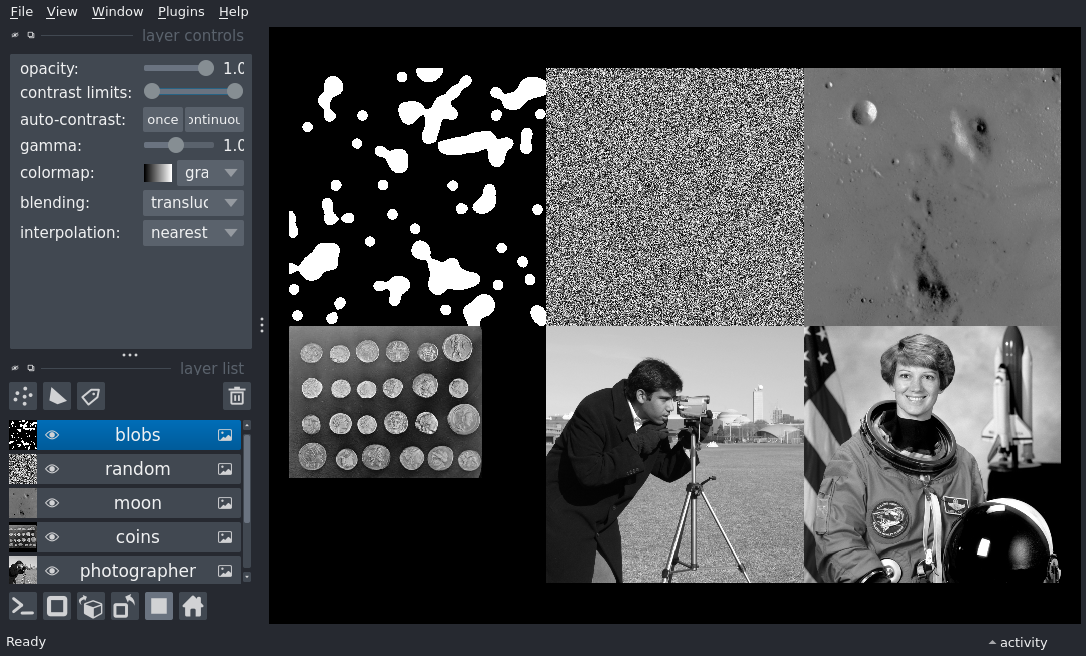 File View Window Plugins Help
layer controls
opacity: 1.0
contrast limits:
auto-contrast: once ontinuou
gamma: 1.0
colormap: gra
blending: transluc
interpolation: nearest
layer list
blobs
random
moon
coins
photographer
Ready
activity